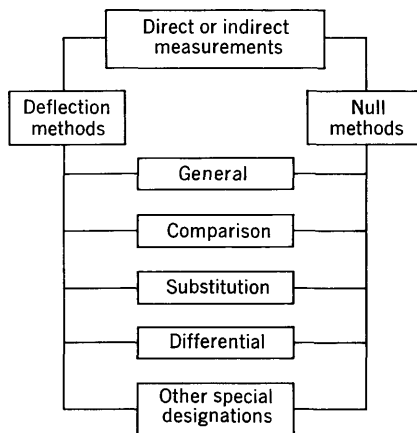 Direct or indirect
measurements
Deflection
methods
Null
methods
General
Comparison
Substitution
Differential
Other special
designations